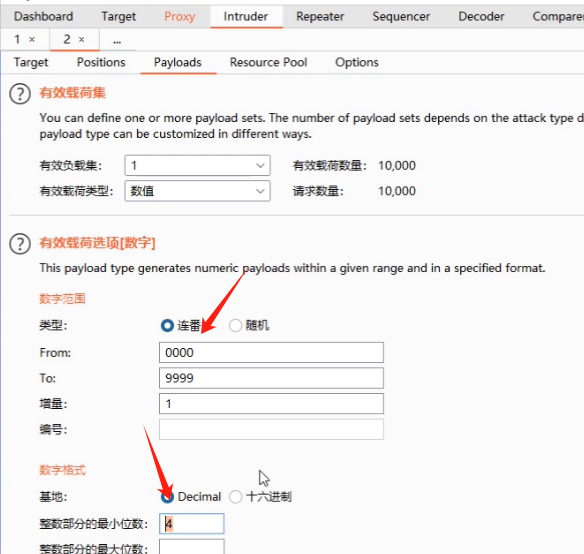 Dashboard Target Proxy Intruder Repeater Sequencer Decoder Comparer
1 × 2 × ...
Target Positions Payloads Resource Pool Options
? 有效载荷集
You can define one or more payload sets. The number of payload sets depends on the attack type d
payload type can be customized in different ways.
有效负载集： 1 有效载荷数量： 10,000
有效载荷类型： 数值 请求数量： 10,000
? 有效载荷选项[数字]
This payload type generates numeric payloads within a given range and in a specified format.
数字范围
类型： 连番 随机
From: 0000
To: 9999
增量： 1
编号：
数字格式
基地： Decimal 十六进制
整数部分的最小位数： 4
整数部分的最大位数：